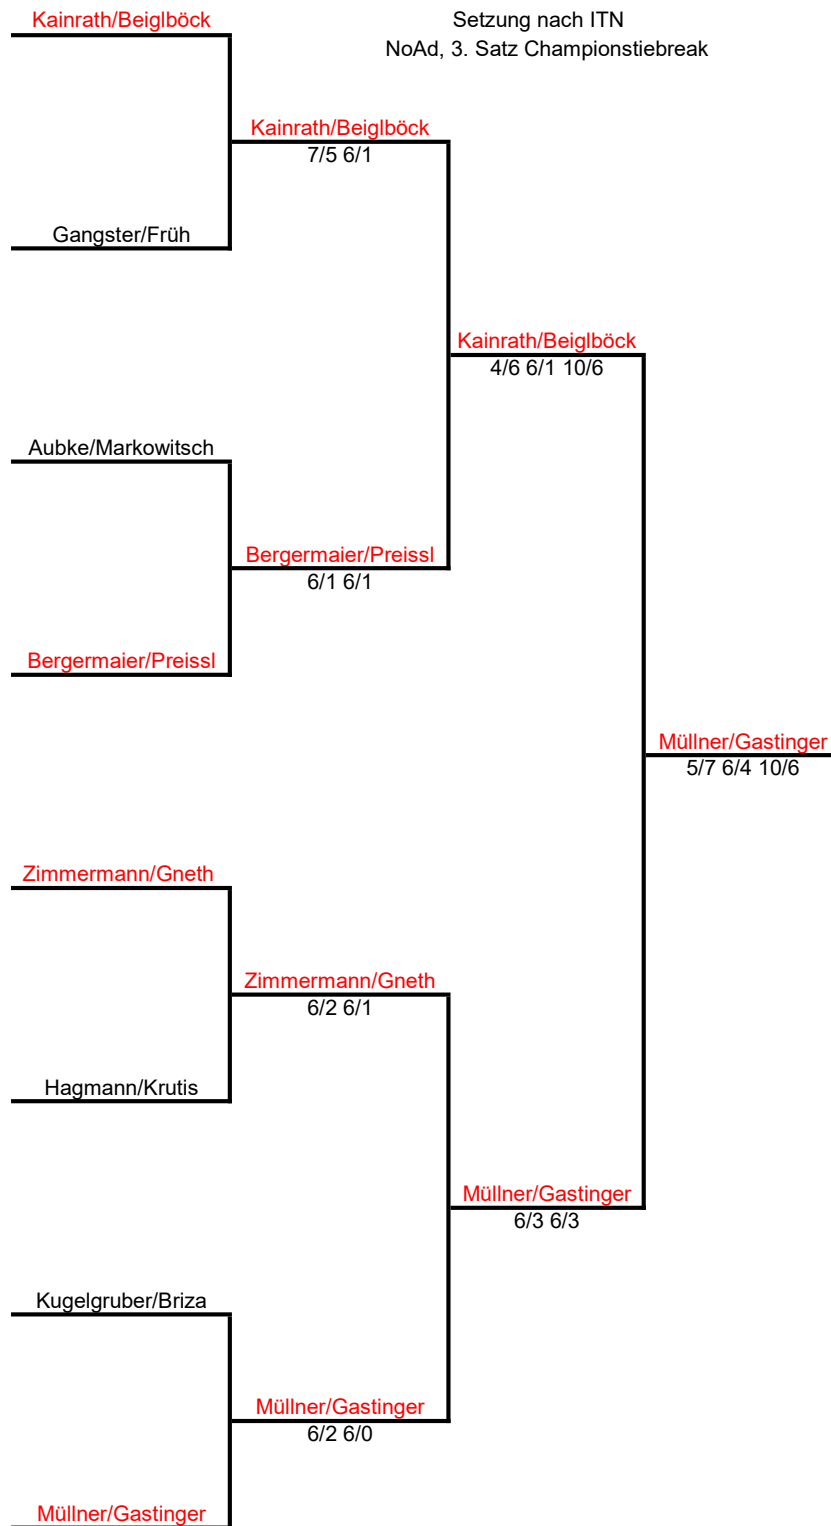 Kainrath/Beiglböck
Setzung nach ITN
NoAd, 3. Satz Championstiebreak
Kainrath/Beiglböck
7/5 6/1
Gangster/Früh
Kainrath/Beiglböck
4/6 6/1 10/6
Aubke/Markowitsch
Bergermaier/Preissl
6/1 6/1
Bergermaier/Preissl
Müllner/Gastinger
5/7 6/4 10/6
Zimmermann/Gneth
Zimmermann/Gneth
6/2 6/1
Hagmann/Krutis
Müllner/Gastinger
6/3 6/3
Kugelgruber/Briza
Müllner/Gastinger
6/2 6/0
Müllner/Gastinger